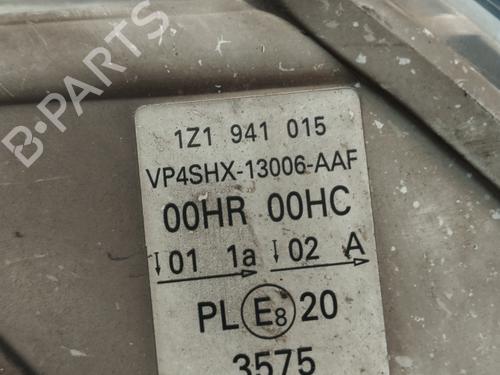 B-PARTS
1Z1 941 015
VP4SHX-13006-AAF
00HR 00HC
↓01 1a ↓02 A
PL E8 20
3575